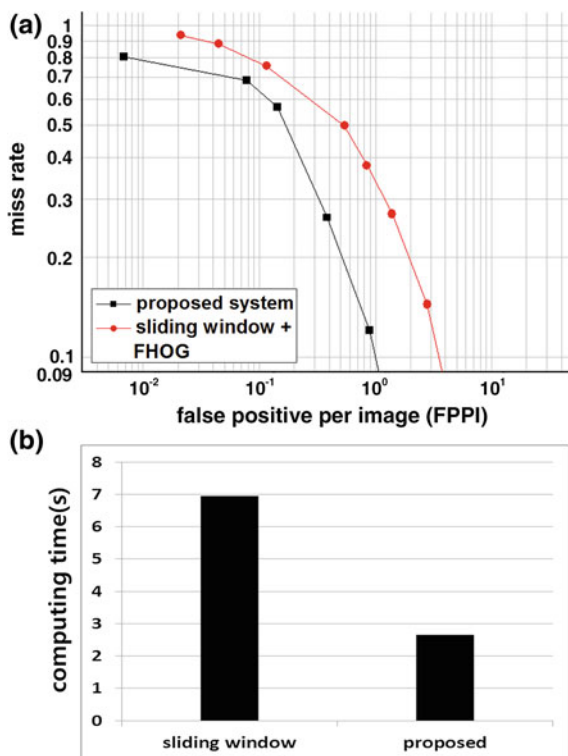 (a)
1
0.9
0.8
0.7
0.6
0.5
0.4
0.3
0.2
0.1
0.09
miss rate
proposed system
sliding window +
FHOG
10⁻² 10⁻¹ 10⁰ 10¹
false positive per image (FPPI)
(b)
8
7
6
5
4
3
2
1
0
computing time(s)
sliding window proposed